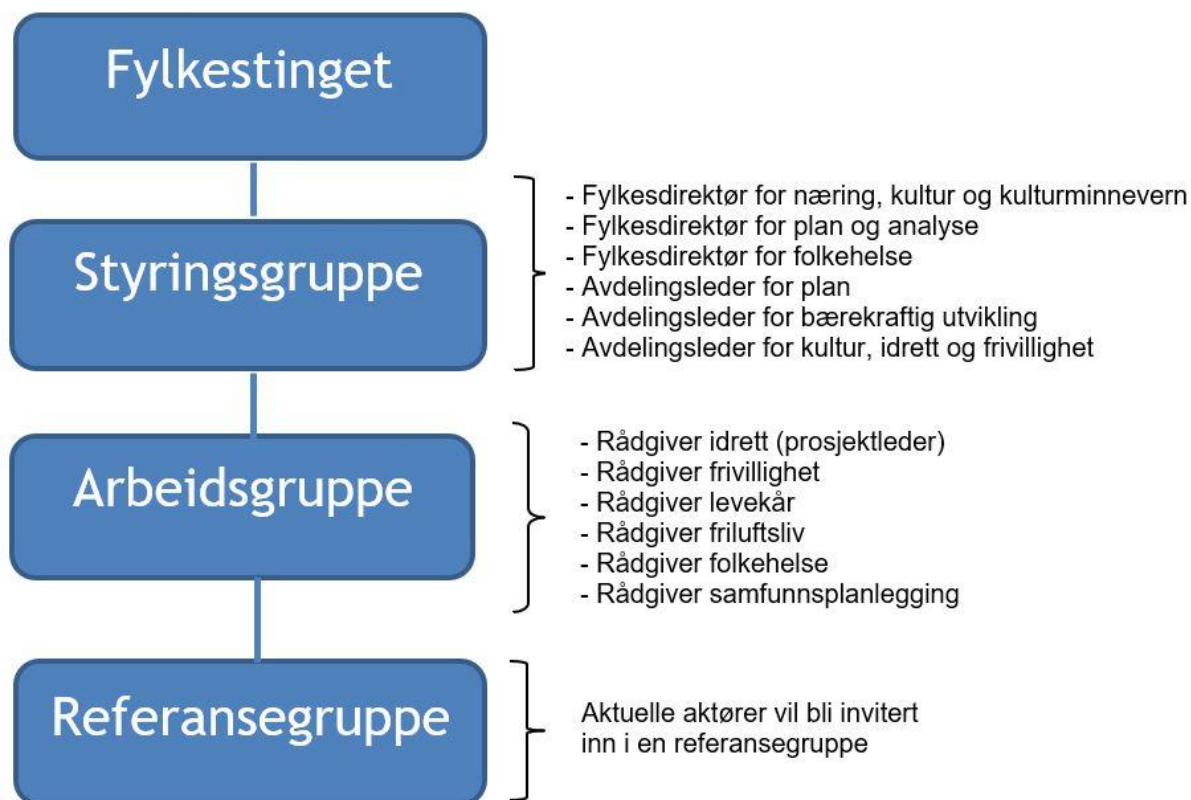 Fylkestinget
Styringsgruppe
- Fylkesdirektør for næring, kultur og kulturminnevern
- Fylkesdirektør for plan og analyse
- Fylkesdirektør for folkehelse
- Avdelingsleder for plan
- Avdelingsleder for bærekraftig utvikling
- Avdelingsleder for kultur, idrett og frivillighet
Arbeidsgruppe
- Rådgiver idrett (prosjektleder)
- Rådgiver frivillighet
- Rådgiver levekår
- Rådgiver friluftsliv
- Rådgiver folkehelse
- Rådgiver samfunnsplanlegging
Referansegruppe
Aktuelle aktører vil bli invitert
inn i en referansegruppe